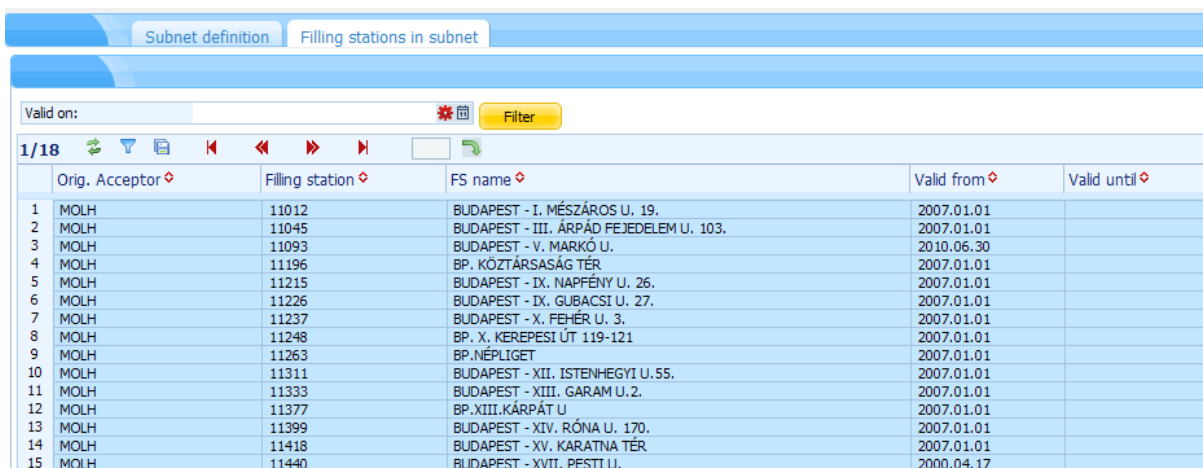 Subnet definition Filling stations in subnet
Valid on: Filter
1/18
Orig. Acceptor Filling station FS name Valid from Valid until
1 MOLH 11012 BUDAPEST - I. MÉSZÁROS U. 19. 2007.01.01
2 MOLH 11045 BUDAPEST - III. ÁRPÁD FEJEDELEM U. 103. 2007.01.01
3 MOLH 11093 BUDAPEST - V. MARKÓ U. 2010.06.30
4 MOLH 11196 BP. KÖZTÁRSASÁG TÉR 2007.01.01
5 MOLH 11215 BUDAPEST - IX. NAPFÉNY U. 26. 2007.01.01
6 MOLH 11226 BUDAPEST - IX. GUBACSI U. 27. 2007.01.01
7 MOLH 11237 BUDAPEST - X. FEHÉR U. 3. 2007.01.01
8 MOLH 11248 BP. X. KEREPESI ÚT 119-121 2007.01.01
9 MOLH 11263 BP.NÉPLIGET 2007.01.01
10 MOLH 11311 BUDAPEST - XII. ISTENHEGYI U.55. 2007.01.01
11 MOLH 11333 BUDAPEST - XIII. GARAM U.2. 2007.01.01
12 MOLH 11377 BP.XIII.KÁRPÁT U 2007.01.01
13 MOLH 11399 BUDAPEST - XIV. RÓNA U. 170. 2007.01.01
14 MOLH 11418 BUDAPEST - XV. KARATNA TÉR 2007.01.01
15 MOLH 11440 BUDAPEST - XVII. PESTI U. 2000.04.17